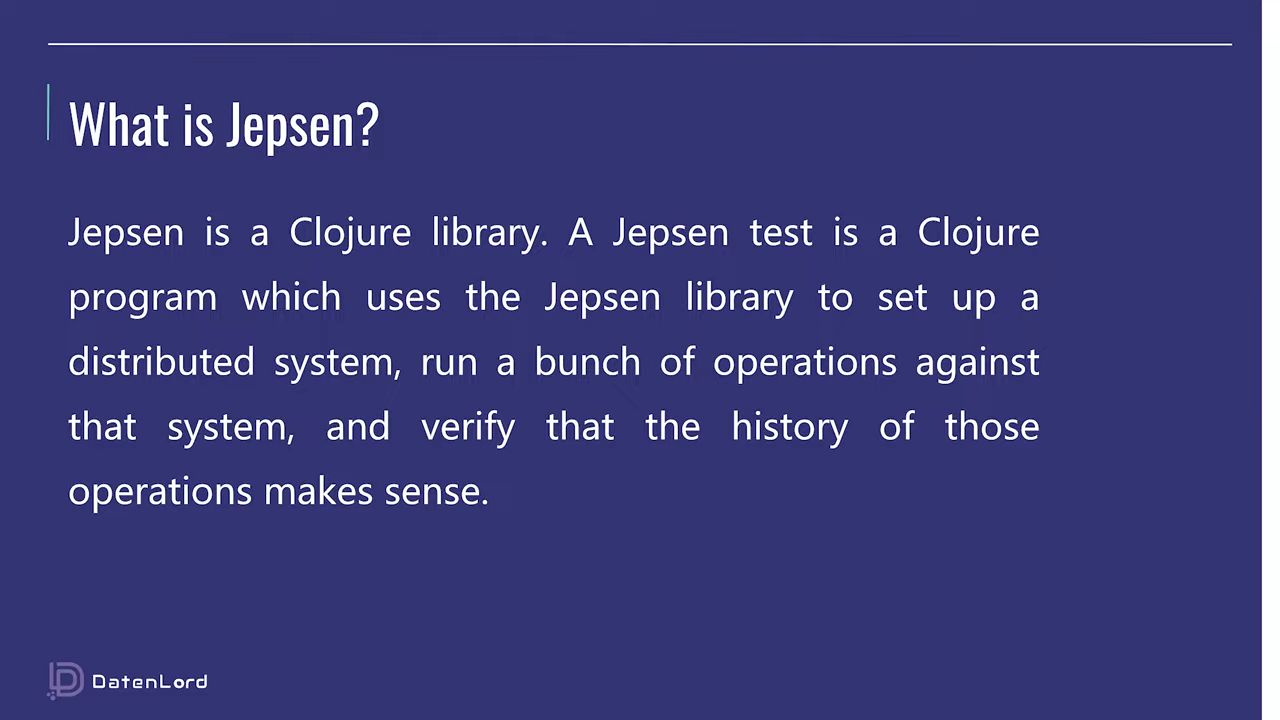 What is Jepsen?
Jepsen is a Clojure library. A Jepsen test is a Clojure
program which uses the Jepsen library to set up a
distributed system, run a bunch of operations against
that system, and verify that the history of those
operations makes sense.
DatenLord